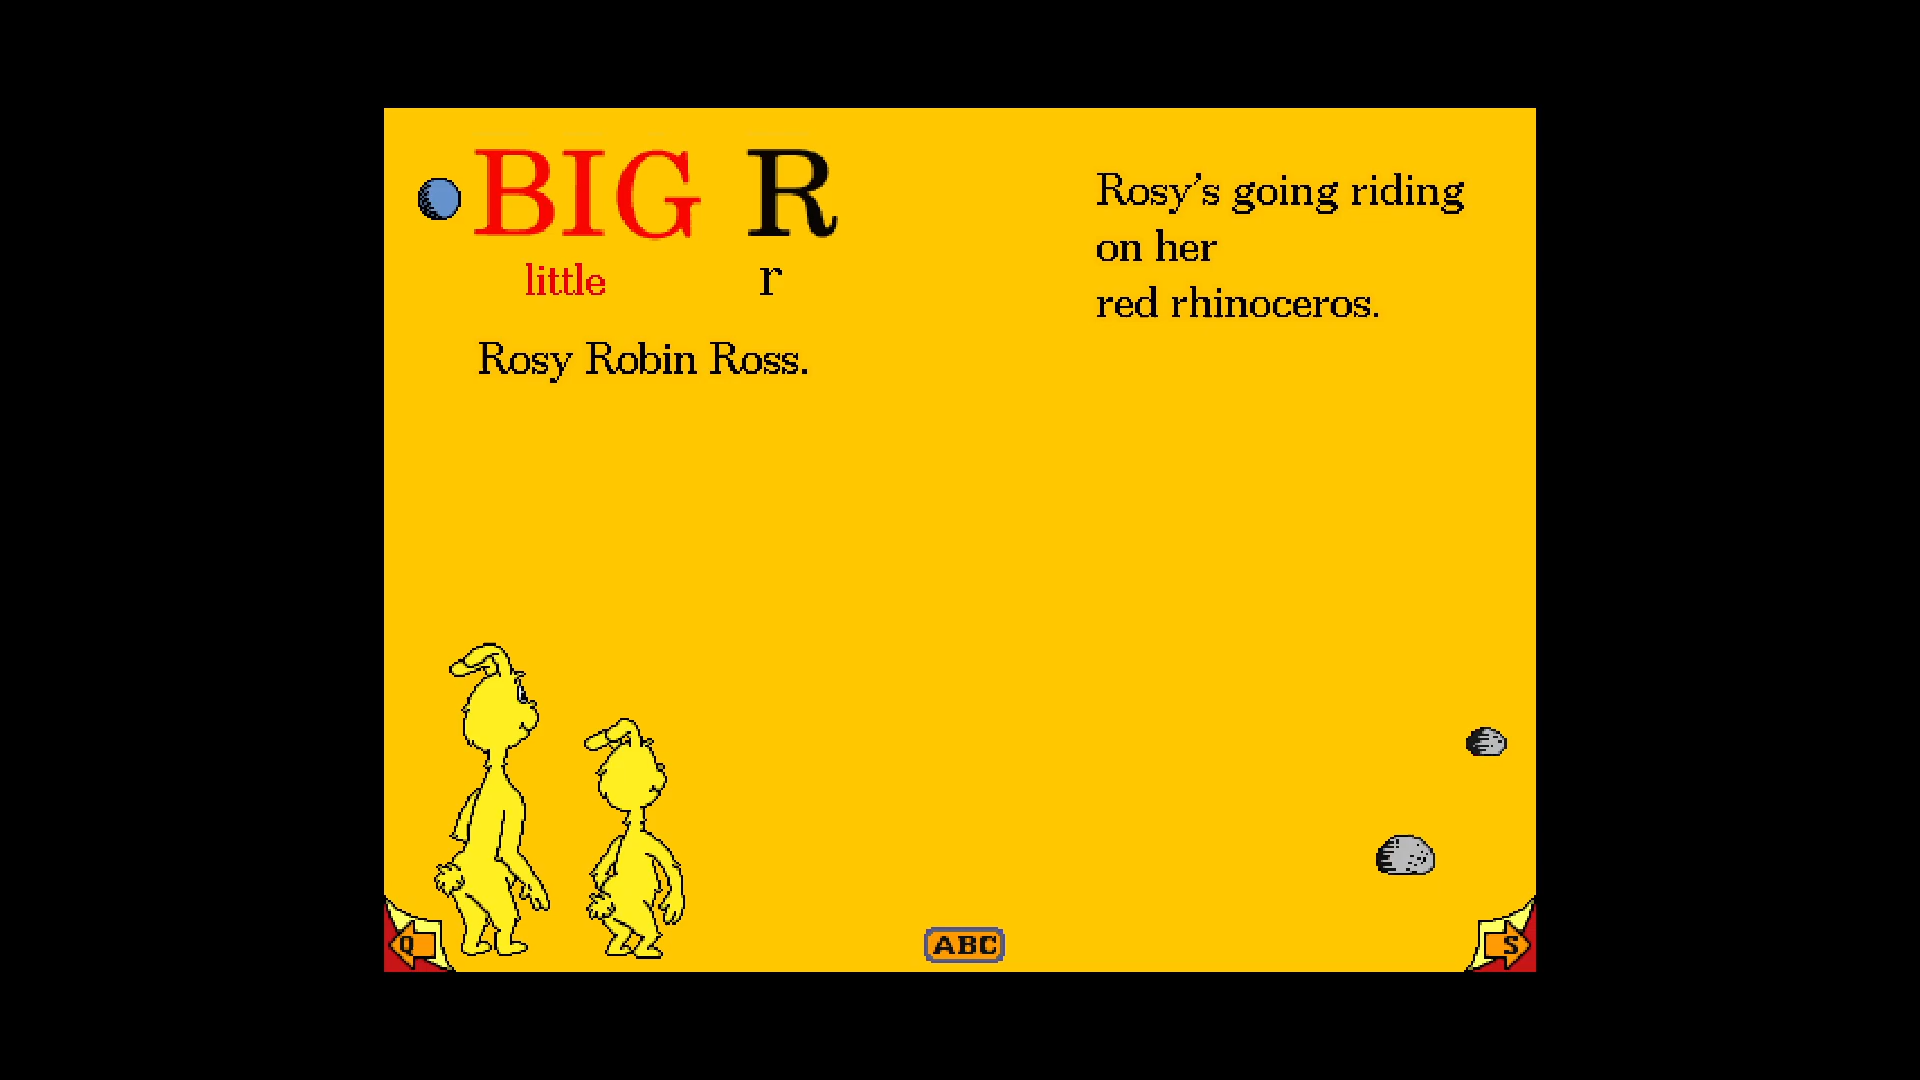 BIG R
little r
Rosy Robin Ross.
Rosy's going riding
on her
red rhinoceros.
Q
ABC
S